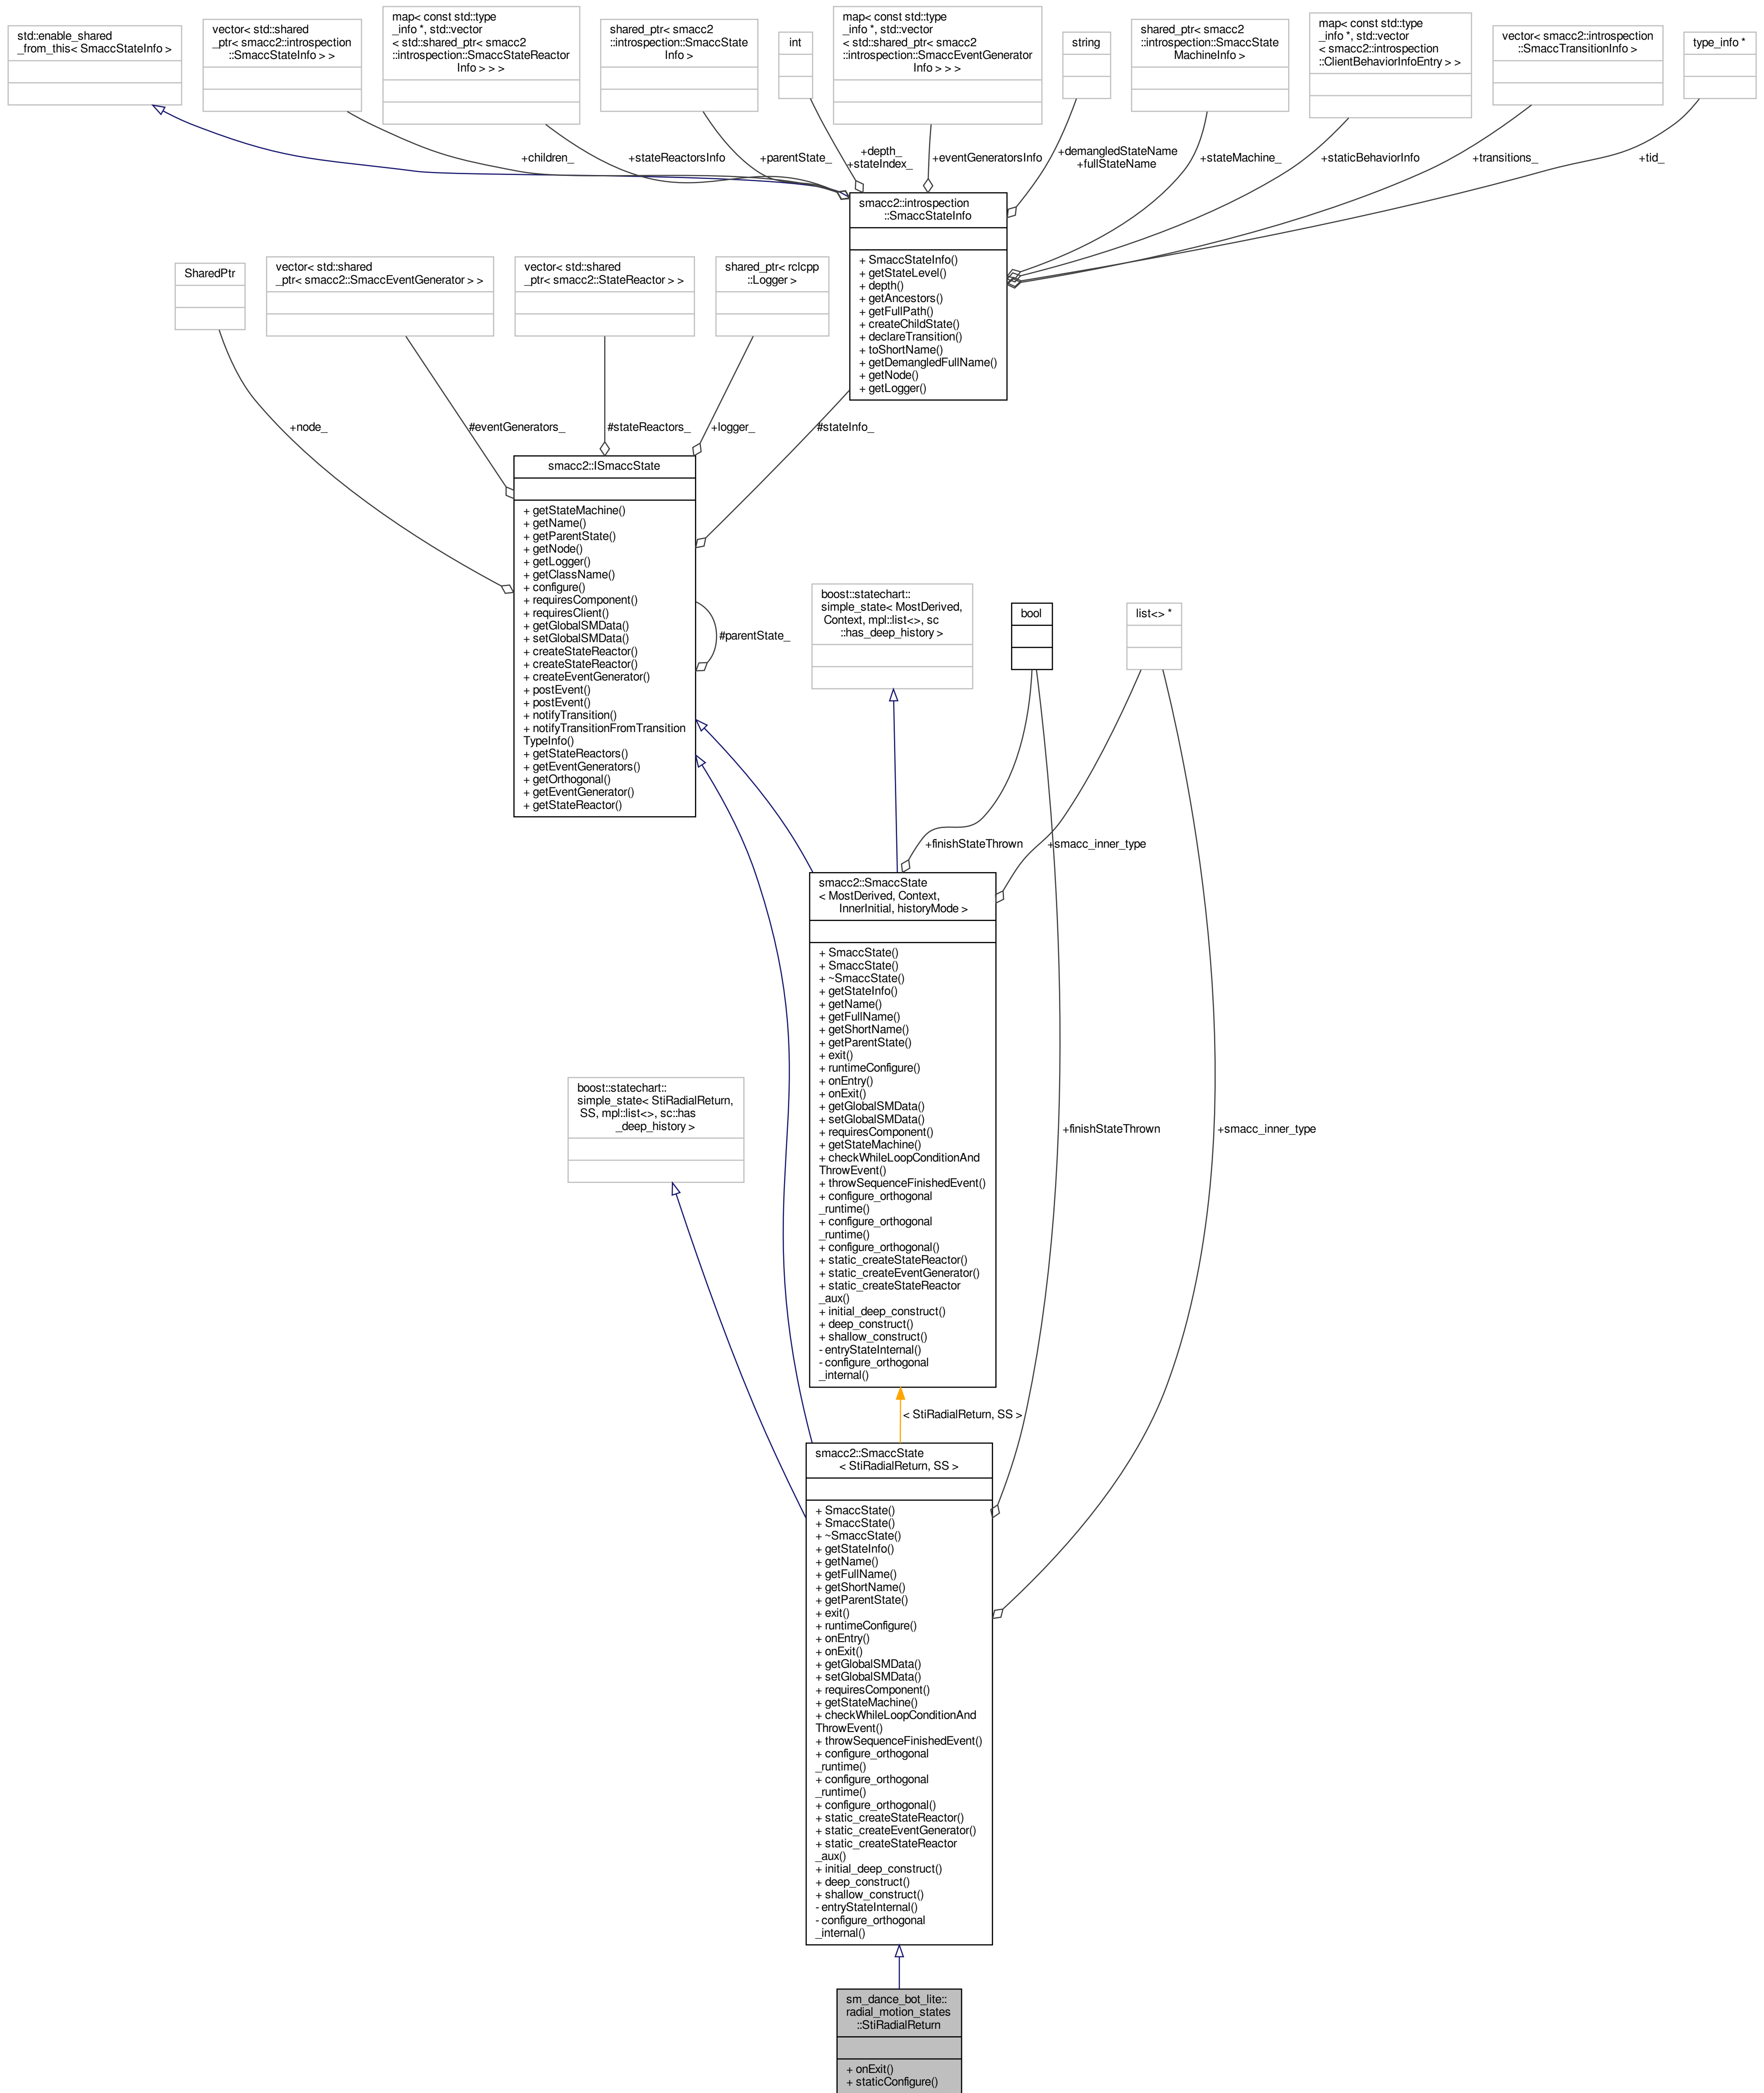 std::enable_shared
_from_this< SmaccStateInfo >
vector< std::shared
_ptr< smacc2::introspection
::SmaccStateInfo > >
map< const std::type
_info *, std::vector
< std::shared_ptr< smacc2
::introspection::SmaccStateReactor
Info > > >
shared_ptr< smacc2
::introspection::SmaccState
Info >
int
map< const std::type
_info *, std::vector
< std::shared_ptr< smacc2
::introspection::SmaccEventGenerator
Info > > >
string
shared_ptr< smacc2
::introspection::SmaccState
MachineInfo >
map< const std::type
_info *, std::vector
< smacc2::introspection
::ClientBehaviorInfoEntry > >
vector< smacc2::introspection
::SmaccTransitionInfo >
type_info *
+children_
+stateReactorsInfo
+parentState_
+depth_
+stateIndex_
+eventGeneratorsInfo
+demangledStateName
+fullStateName
+stateMachine_
+staticBehaviorInfo
+transitions_
+tid_
smacc2::introspection
::SmaccStateInfo
+ SmaccStateInfo()
+ getStateLevel()
+ depth()
+ getAncestors()
+ getFullPath()
+ createChildState()
+ declareTransition()
+ toShortName()
+ getDemangledFullName()
+ getNode()
+ getLogger()
SharedPtr
vector< std::shared
_ptr< smacc2::SmaccEventGenerator > >
vector< std::shared
_ptr< smacc2::StateReactor > >
shared_ptr< rclcpp
::Logger >
+node_
#eventGenerators_
#stateReactors_
+logger_
#stateInfo_
smacc2::ISmaccState
+ getStateMachine()
+ getName()
+ getParentState()
+ getNode()
+ getLogger()
+ getClassName()
+ configure()
+ requiresComponent()
+ requiresClient()
+ getGlobalSMData()
+ setGlobalSMData()
+ createStateReactor()
+ createStateReactor()
+ createEventGenerator()
+ postEvent()
+ postEvent()
+ notifyTransition()
+ notifyTransitionFromTransition
TypeInfo()
+ getStateReactors()
+ getEventGenerators()
+ getOrthogonal()
+ getEventGenerator()
+ getStateReactor()
#parentState_
boost::statechart::
simple_state< MostDerived,
Context, mpl::list<>, sc
::has_deep_history >
bool
list<> *
+finishStateThrown
+smacc_inner_type
smacc2::SmaccState
< MostDerived, Context,
InnerInitial, historyMode >
+ SmaccState()
+ SmaccState()
+ ~SmaccState()
+ getStateInfo()
+ getName()
+ getFullName()
+ getShortName()
+ getParentState()
+ exit()
+ runtimeConfigure()
+ onEntry()
+ onExit()
+ getGlobalSMData()
+ setGlobalSMData()
+ requiresComponent()
+ getStateMachine()
+ checkWhileLoopConditionAnd
ThrowEvent()
+ throwSequenceFinishedEvent()
+ configure_orthogonal
_runtime()
+ configure_orthogonal
_runtime()
+ configure_orthogonal()
+ static_createStateReactor()
+ static_createEventGenerator()
+ static_createStateReactor
_aux()
+ initial_deep_construct()
+ deep_construct()
+ shallow_construct()
- entryStateInternal()
- configure_orthogonal
_internal()
boost::statechart::
simple_state< StiRadialReturn,
SS, mpl::list<>, sc::has
_deep_history >
+finishStateThrown
+smacc_inner_type
< StiRadialReturn, SS >
smacc2::SmaccState
< StiRadialReturn, SS >
+ SmaccState()
+ SmaccState()
+ ~SmaccState()
+ getStateInfo()
+ getName()
+ getFullName()
+ getShortName()
+ getParentState()
+ exit()
+ runtimeConfigure()
+ onEntry()
+ onExit()
+ getGlobalSMData()
+ setGlobalSMData()
+ requiresComponent()
+ getStateMachine()
+ checkWhileLoopConditionAnd
ThrowEvent()
+ throwSequenceFinishedEvent()
+ configure_orthogonal
_runtime()
+ configure_orthogonal
_runtime()
+ configure_orthogonal()
+ static_createStateReactor()
+ static_createEventGenerator()
+ static_createStateReactor
_aux()
+ initial_deep_construct()
+ deep_construct()
+ shallow_construct()
- entryStateInternal()
- configure_orthogonal
_internal()
sm_dance_bot_lite::
radial_motion_states
::StiRadialReturn
+ onExit()
+ staticConfigure()